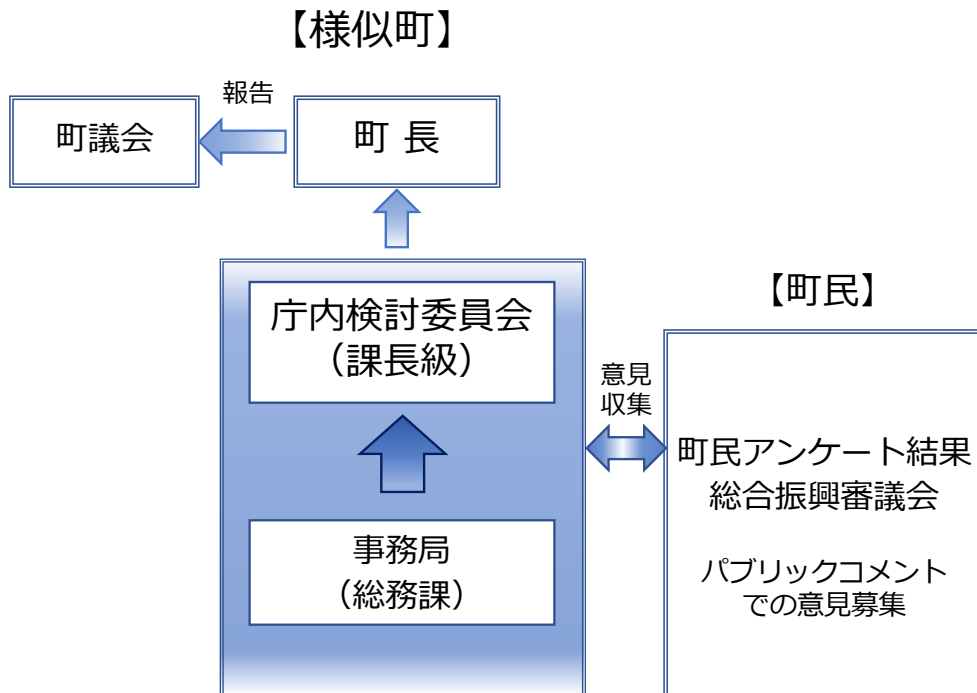 【様似町】
報告
町議会
町 長
庁内検討委員会
（課長級）
事務局
（総務課）
【町民】
意見
収集
町民アンケート結果
総合振興審議会
パブリックコメント
での意見募集